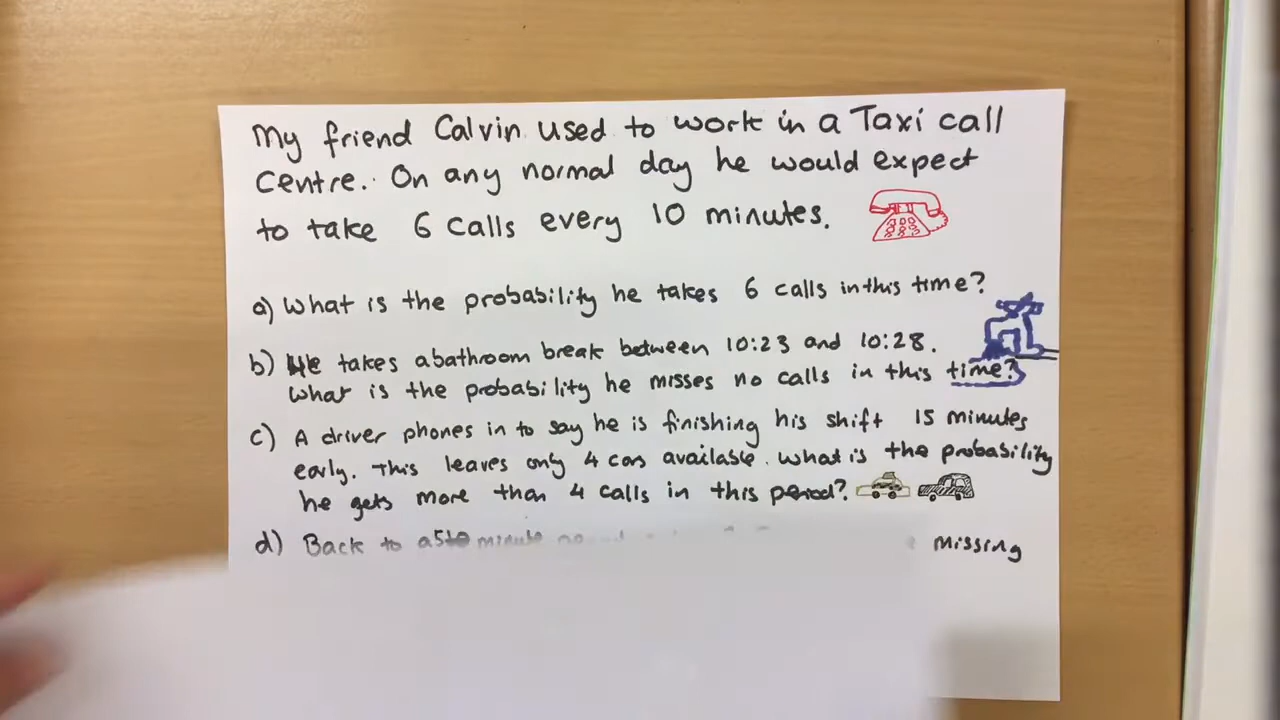 My friend Calvin used to work in a Taxi call
centre. On any normal day he would expect
to take 6 calls every 10 minutes.
a) What is the probability he takes 6 calls in this time?
b) He takes a bathroom break between 10:23 and 10:28.
What is the probability he misses no calls in this time?
c) A driver phones in to say he is finishing his shift 15 minutes
early. This leaves only 4 cars available. What is the probability
he gets more than 4 calls in this period?
d) Back to a minute missing